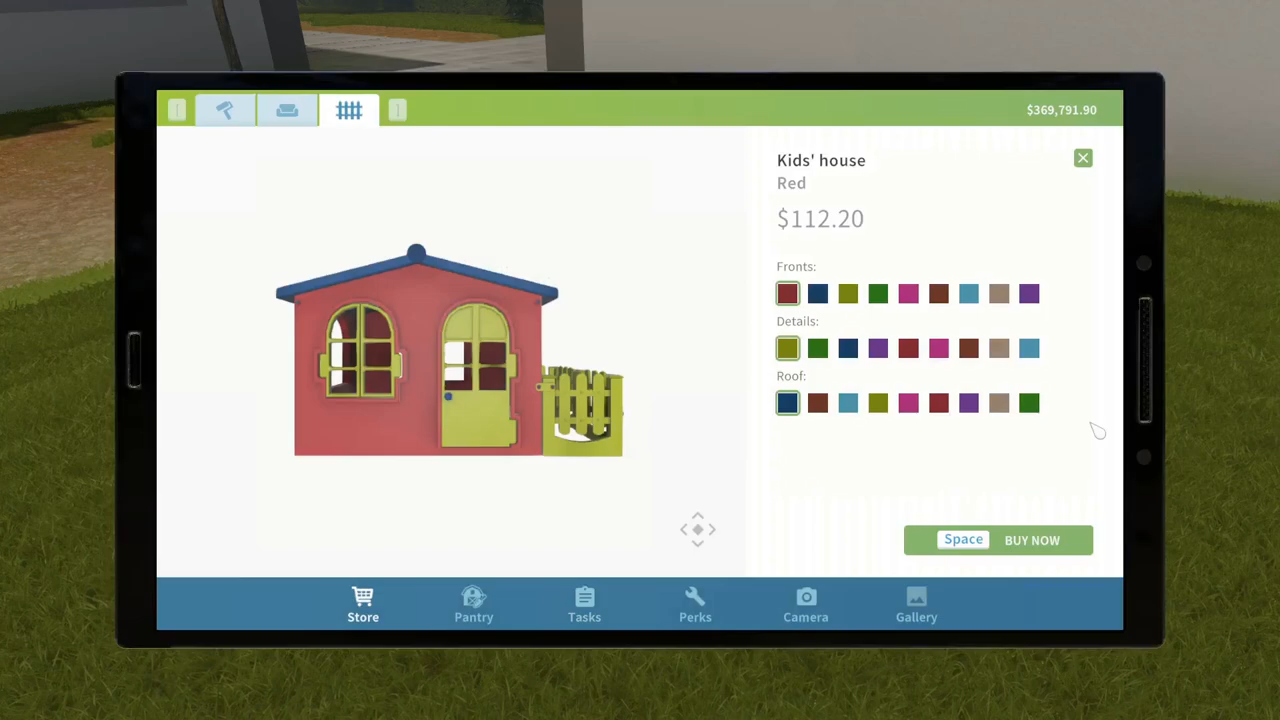 $369,791.90
Kids' house
Red
$112.20
Fronts:
Details:
Roof:
Space BUY NOW
Store
Pantry
Tasks
Perks
Camera
Gallery